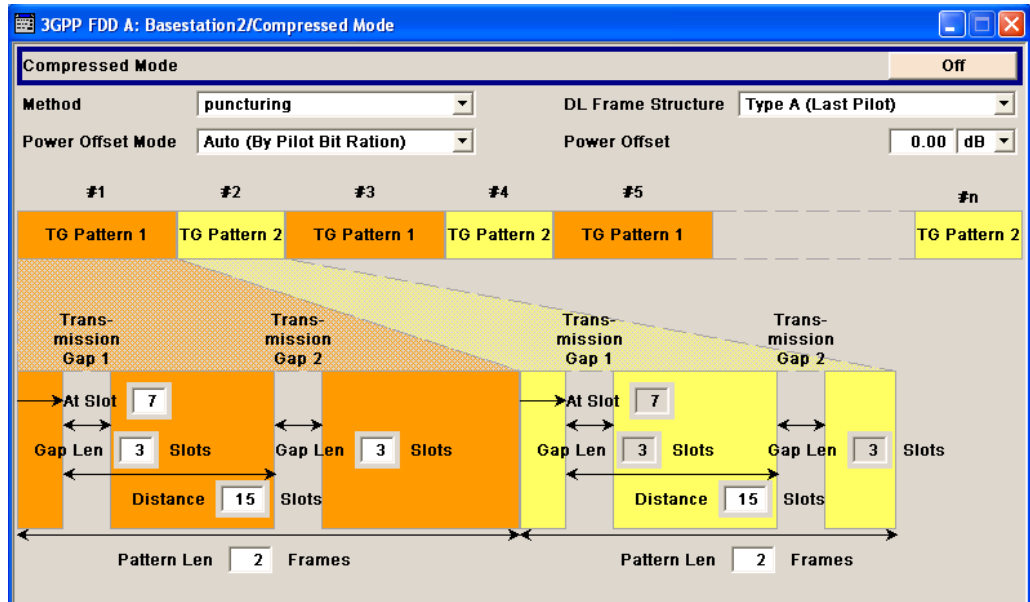 3GPP FDD A: Basestation2/Compressed Mode
Compressed Mode Off
Method puncturing DL Frame Structure Type A (Last Pilot)
Power Offset Mode Auto (By Pilot Bit Ration) Power Offset 0.00 dB
#1 #2 #3 #4 #5 #n
TG Pattern 1 TG Pattern 2 TG Pattern 1 TG Pattern 2 TG Pattern 1 TG Pattern 2
Trans- Trans- Trans- Trans-
mission mission mission mission
Gap 1 Gap 2 Gap 1 Gap 2
At Slot 7 At Slot 7
Gap Len 3 Slots Gap Len 3 Slots Gap Len 3 Slots Gap Len 3 Slots
Distance 15 Slots Distance 15 Slots
Pattern Len 2 Frames Pattern Len 2 Frames